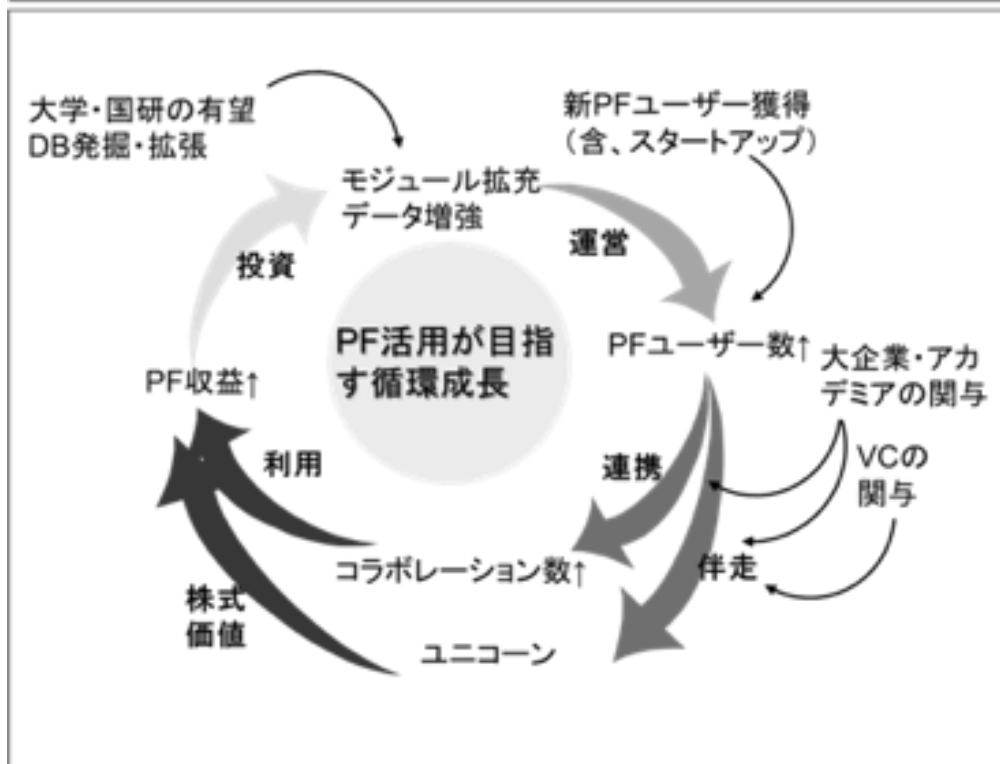 大学・国研の有望
DB発掘・拡張
新PFユーザー獲得
（含、スタートアップ）
モジュール拡充
データ増強
運営
投資
PF活用が目指
す循環成長
PFユーザー数↑
大企業・アカ
デミアの関与
PF収益↑
利用
連携
VCの
関与
コラボレーション数↑
伴走
株式
価値
ユニコーン